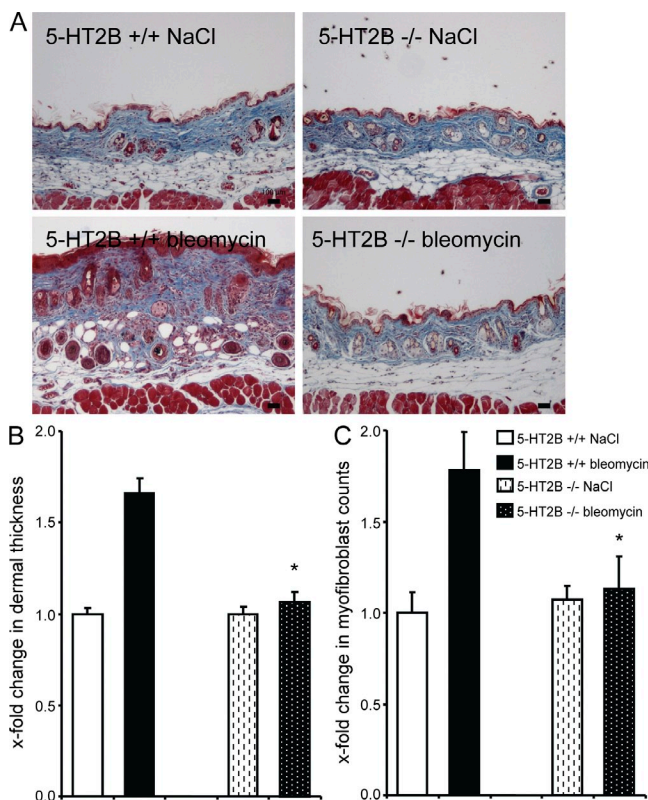 A
5-HT2B +/+ NaCl
5-HT2B -/- NaCl
100 µm
5-HT2B +/+ bleomycin
5-HT2B -/- bleomycin
B
C
2.0
1.5
1.0
0.5
0.0
x-fold change in dermal thickness
*
2.0
1.5
1.0
0.5
0.0
x-fold change in myofibroblast counts
*
5-HT2B +/+ NaCl
5-HT2B +/+ bleomycin
5-HT2B -/- NaCl
5-HT2B -/- bleomycin